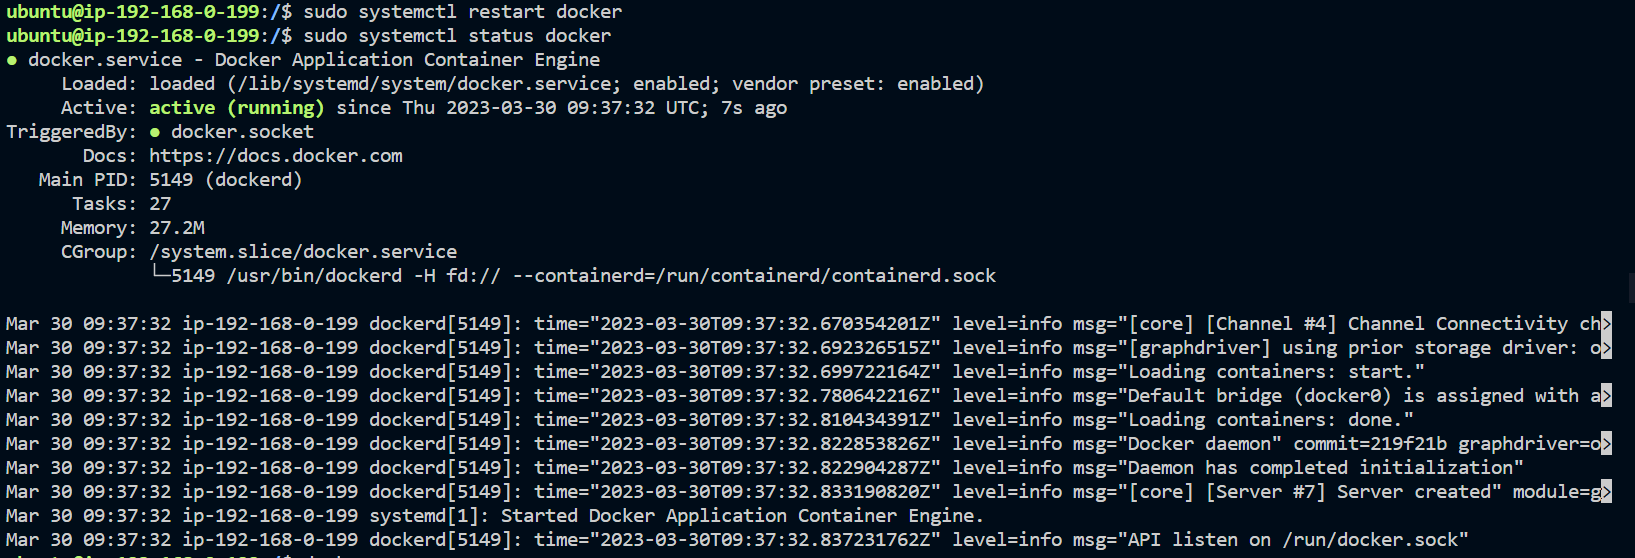 ubuntu@ip-192-168-0-199:/$ sudo systemctl restart docker
ubuntu@ip-192-168-0-199:/$ sudo systemctl status docker
● docker.service - Docker Application Container Engine
     Loaded: loaded (/lib/systemd/system/docker.service; enabled; vendor preset: enabled)
     Active: active (running) since Thu 2023-03-30 09:37:32 UTC; 7s ago
TriggeredBy: ● docker.socket
       Docs: https://docs.docker.com
   Main PID: 5149 (dockerd)
      Tasks: 27
     Memory: 27.2M
     CGroup: /system.slice/docker.service
             └─5149 /usr/bin/dockerd -H fd:// --containerd=/run/containerd/containerd.sock
Mar 30 09:37:32 ip-192-168-0-199 dockerd[5149]: time="2023-03-30T09:37:32.670354201Z" level=info msg="[core] [Channel #4] Channel Connectivity ch>
Mar 30 09:37:32 ip-192-168-0-199 dockerd[5149]: time="2023-03-30T09:37:32.692326515Z" level=info msg="[graphdriver] using prior storage driver: o>
Mar 30 09:37:32 ip-192-168-0-199 dockerd[5149]: time="2023-03-30T09:37:32.699722164Z" level=info msg="Loading containers: start."
Mar 30 09:37:32 ip-192-168-0-199 dockerd[5149]: time="2023-03-30T09:37:32.780642216Z" level=info msg="Default bridge (docker0) is assigned with a>
Mar 30 09:37:32 ip-192-168-0-199 dockerd[5149]: time="2023-03-30T09:37:32.810434391Z" level=info msg="Loading containers: done."
Mar 30 09:37:32 ip-192-168-0-199 dockerd[5149]: time="2023-03-30T09:37:32.822853826Z" level=info msg="Docker daemon" commit=219f21b graphdriver=o>
Mar 30 09:37:32 ip-192-168-0-199 dockerd[5149]: time="2023-03-30T09:37:32.822904287Z" level=info msg="Daemon has completed initialization"
Mar 30 09:37:32 ip-192-168-0-199 dockerd[5149]: time="2023-03-30T09:37:32.833190820Z" level=info msg="[core] [Server #7] Server created" module=g>
Mar 30 09:37:32 ip-192-168-0-199 systemd[1]: Started Docker Application Container Engine.
Mar 30 09:37:32 ip-192-168-0-199 dockerd[5149]: time="2023-03-30T09:37:32.837231762Z" level=info msg="API listen on /run/docker.sock"